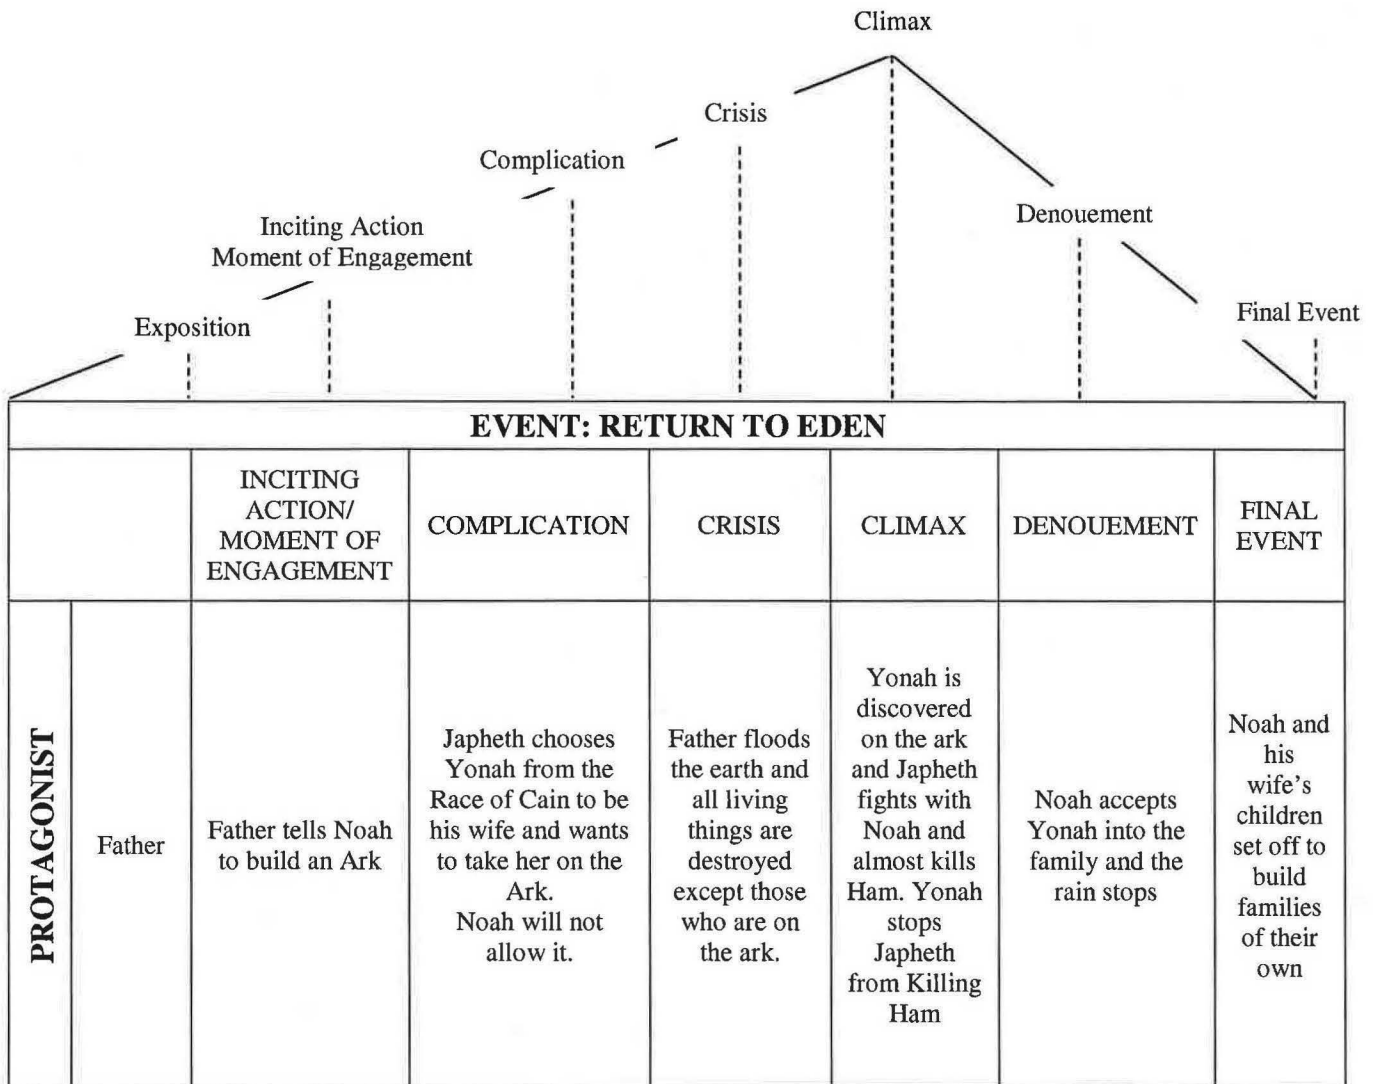 Climax
Crisis
Complication
Denouement
Inciting Action
Moment of Engagement
Final Event
Exposition
EVENT: RETURN TO EDEN
INCITING
ACTION/
MOMENT OF
ENGAGEMENT
COMPLICATION
CRISIS
CLIMAX
DENOUEMENT
FINAL
EVENT
PROTAGONIST
Father
Father tells Noah
to build an Ark
Japheth chooses
Yonah from the
Race of Cain to be
his wife and wants
to take her on the
Ark.
Noah will not
allow it.
Father floods
the earth and
all living
things are
destroyed
except those
who are on
the ark.
Yonah is
discovered
on the ark
and Japheth
fights with
Noah and
almost kills
Ham. Yonah
stops
Japheth
from Killing
Ham
Noah accepts
Yonah into the
family and the
rain stops
Noah and
his
wife's
children
set off to
build
families
of their
own